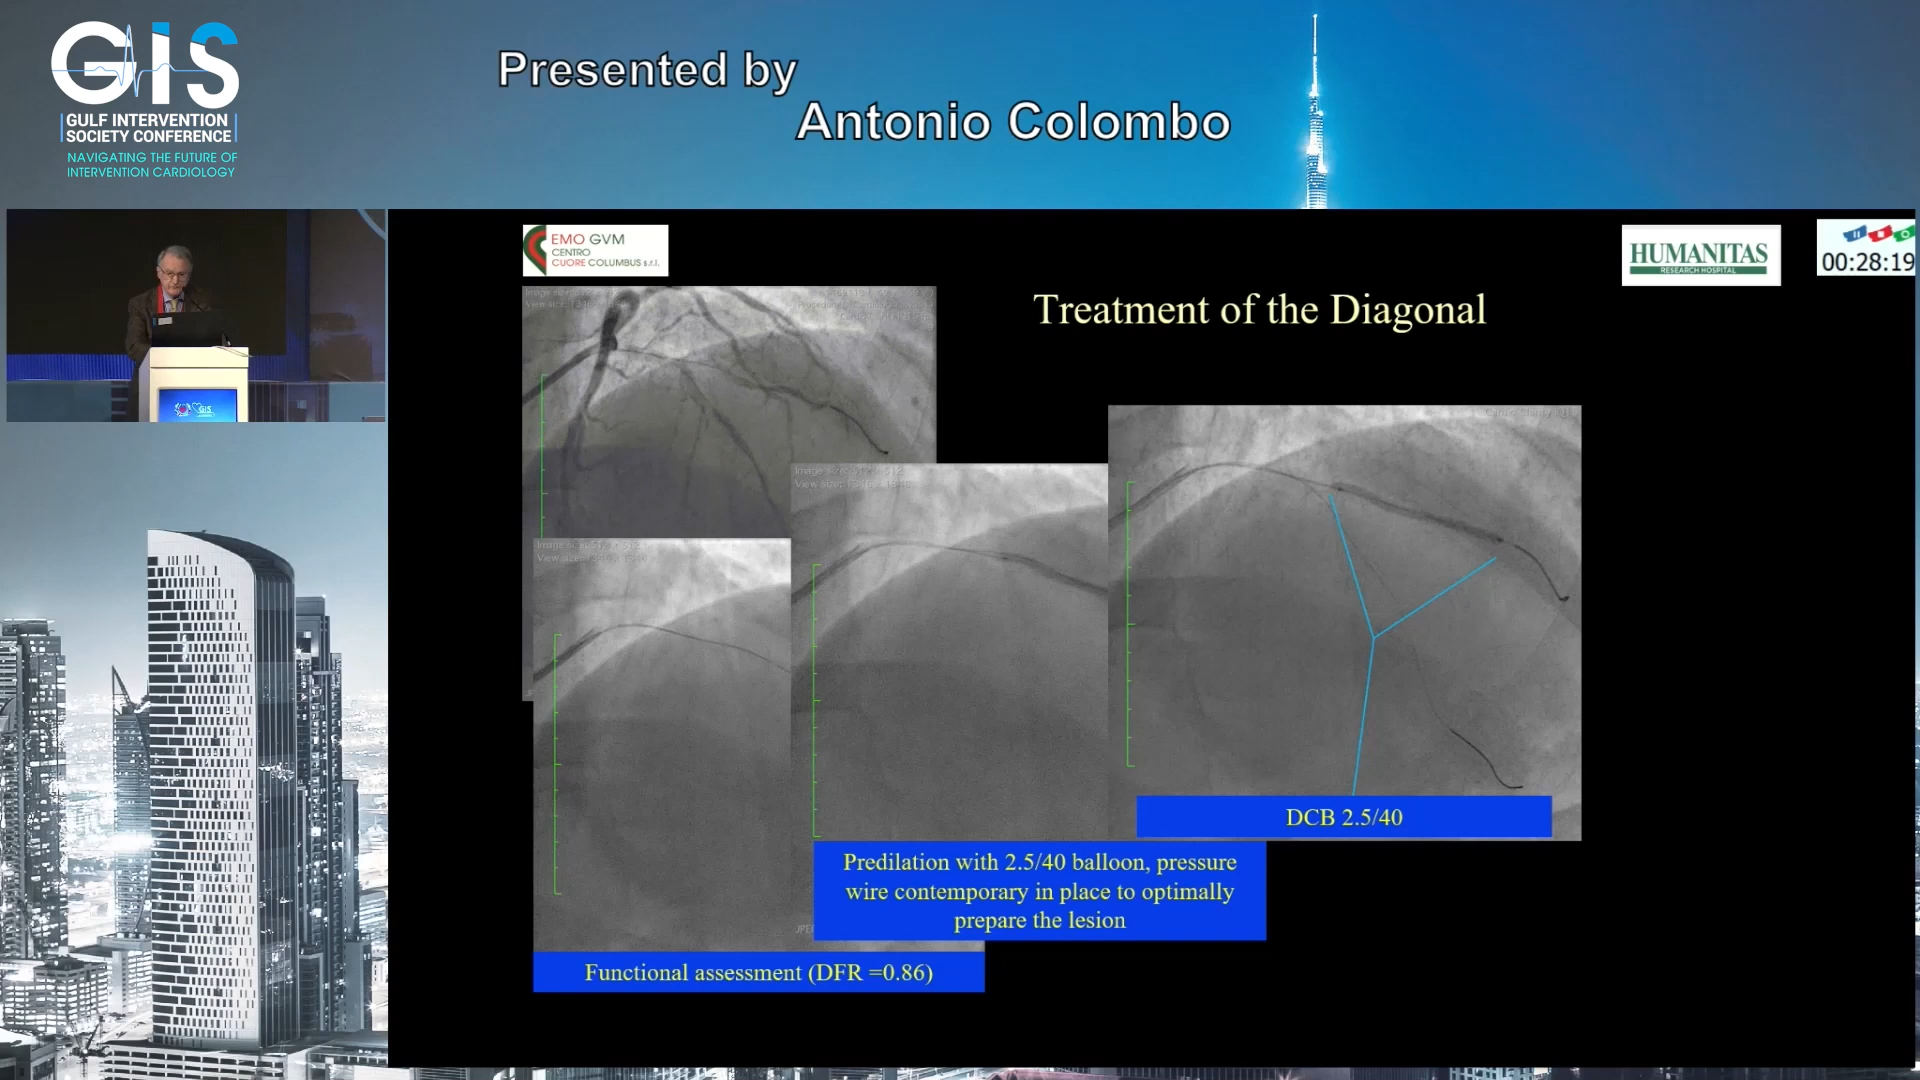 GIS
GULF INTERVENTION
SOCIETY CONFERENCE
NAVIGATING THE FUTURE OF
INTERVENTION CARDIOLOGY
Presented by
Antonio Colombo
EMO GVM
CENTRO
CUORE COLUMBUS s.r.l.
HUMANITAS
RESEARCH HOSPITAL
00:28:19
Treatment of the Diagonal
DCB 2.5/40
Predilation with 2.5/40 balloon, pressure
wire contemporary in place to optimally
prepare the lesion
Functional assessment (DFR =0.86)